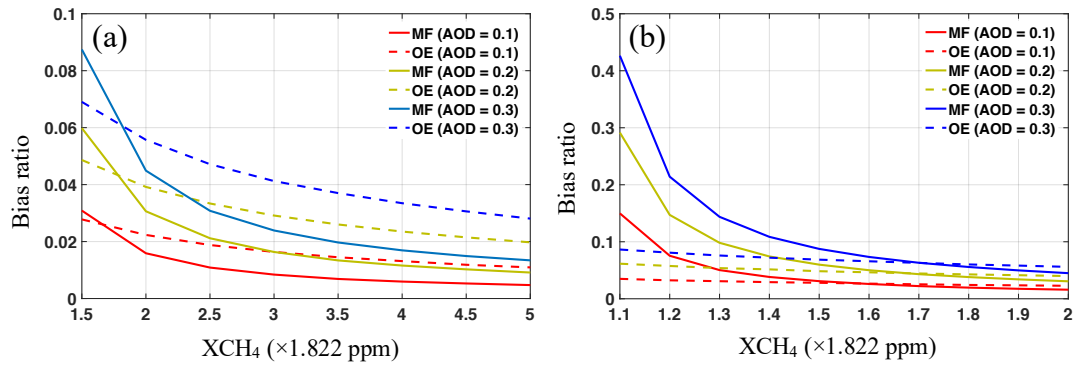 (a)
MF (AOD = 0.1)
OE (AOD = 0.1)
MF (AOD = 0.2)
OE (AOD = 0.2)
MF (AOD = 0.3)
OE (AOD = 0.3)
0.1
0.08
0.06
0.04
0.02
0
Bias ratio
1.5 2 2.5 3 3.5 4 4.5 5
XCH₄ (×1.822 ppm)
(b)
MF (AOD = 0.1)
OE (AOD = 0.1)
MF (AOD = 0.2)
OE (AOD = 0.2)
MF (AOD = 0.3)
OE (AOD = 0.3)
0.5
0.4
0.3
0.2
0.1
0
Bias ratio
1.1 1.2 1.3 1.4 1.5 1.6 1.7 1.8 1.9 2
XCH₄ (×1.822 ppm)